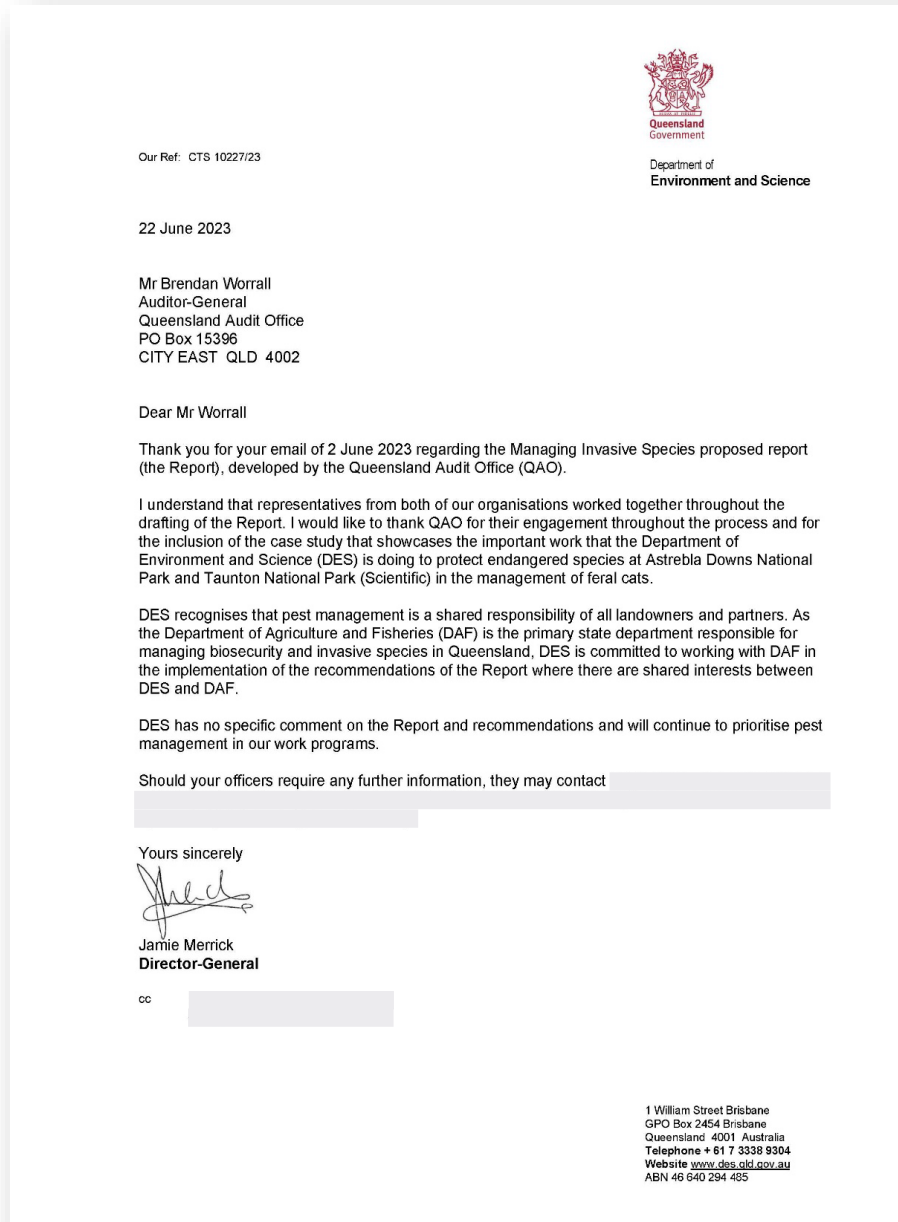 Queensland
Government
Our Ref: CTS 10227/23
Department of
Environment and Science
22 June 2023
Mr Brendan Worrall
Auditor-General
Queensland Audit Office
PO Box 15396
CITY EAST QLD 4002
Dear Mr Worrall
Thank you for your email of 2 June 2023 regarding the Managing Invasive Species proposed report
(the Report), developed by the Queensland Audit Office (QAO).
I understand that representatives from both of our organisations worked together throughout the
drafting of the Report. I would like to thank QAO for their engagement throughout the process and for
the inclusion of the case study that showcases the important work that the Department of
Environment and Science (DES) is doing to protect endangered species at Astrebla Downs National
Park and Taunton National Park (Scientific) in the management of feral cats.
DES recognises that pest management is a shared responsibility of all landowners and partners. As
the Department of Agriculture and Fisheries (DAF) is the primary state department responsible for
managing biosecurity and invasive species in Queensland, DES is committed to working with DAF in
the implementation of the recommendations of the Report where there are shared interests between
DES and DAF.
DES has no specific comment on the Report and recommendations and will continue to prioritise pest
management in our work programs.
Should your officers require any further information, they may contact
Yours sincerely
Jamie Merrick
Director-General
cc
1 William Street Brisbane
GPO Box 2454 Brisbane
Queensland 4001 Australia
Telephone + 61 7 3338 9304
Website www.des.qld.gov.au
ABN 46 640 294 485